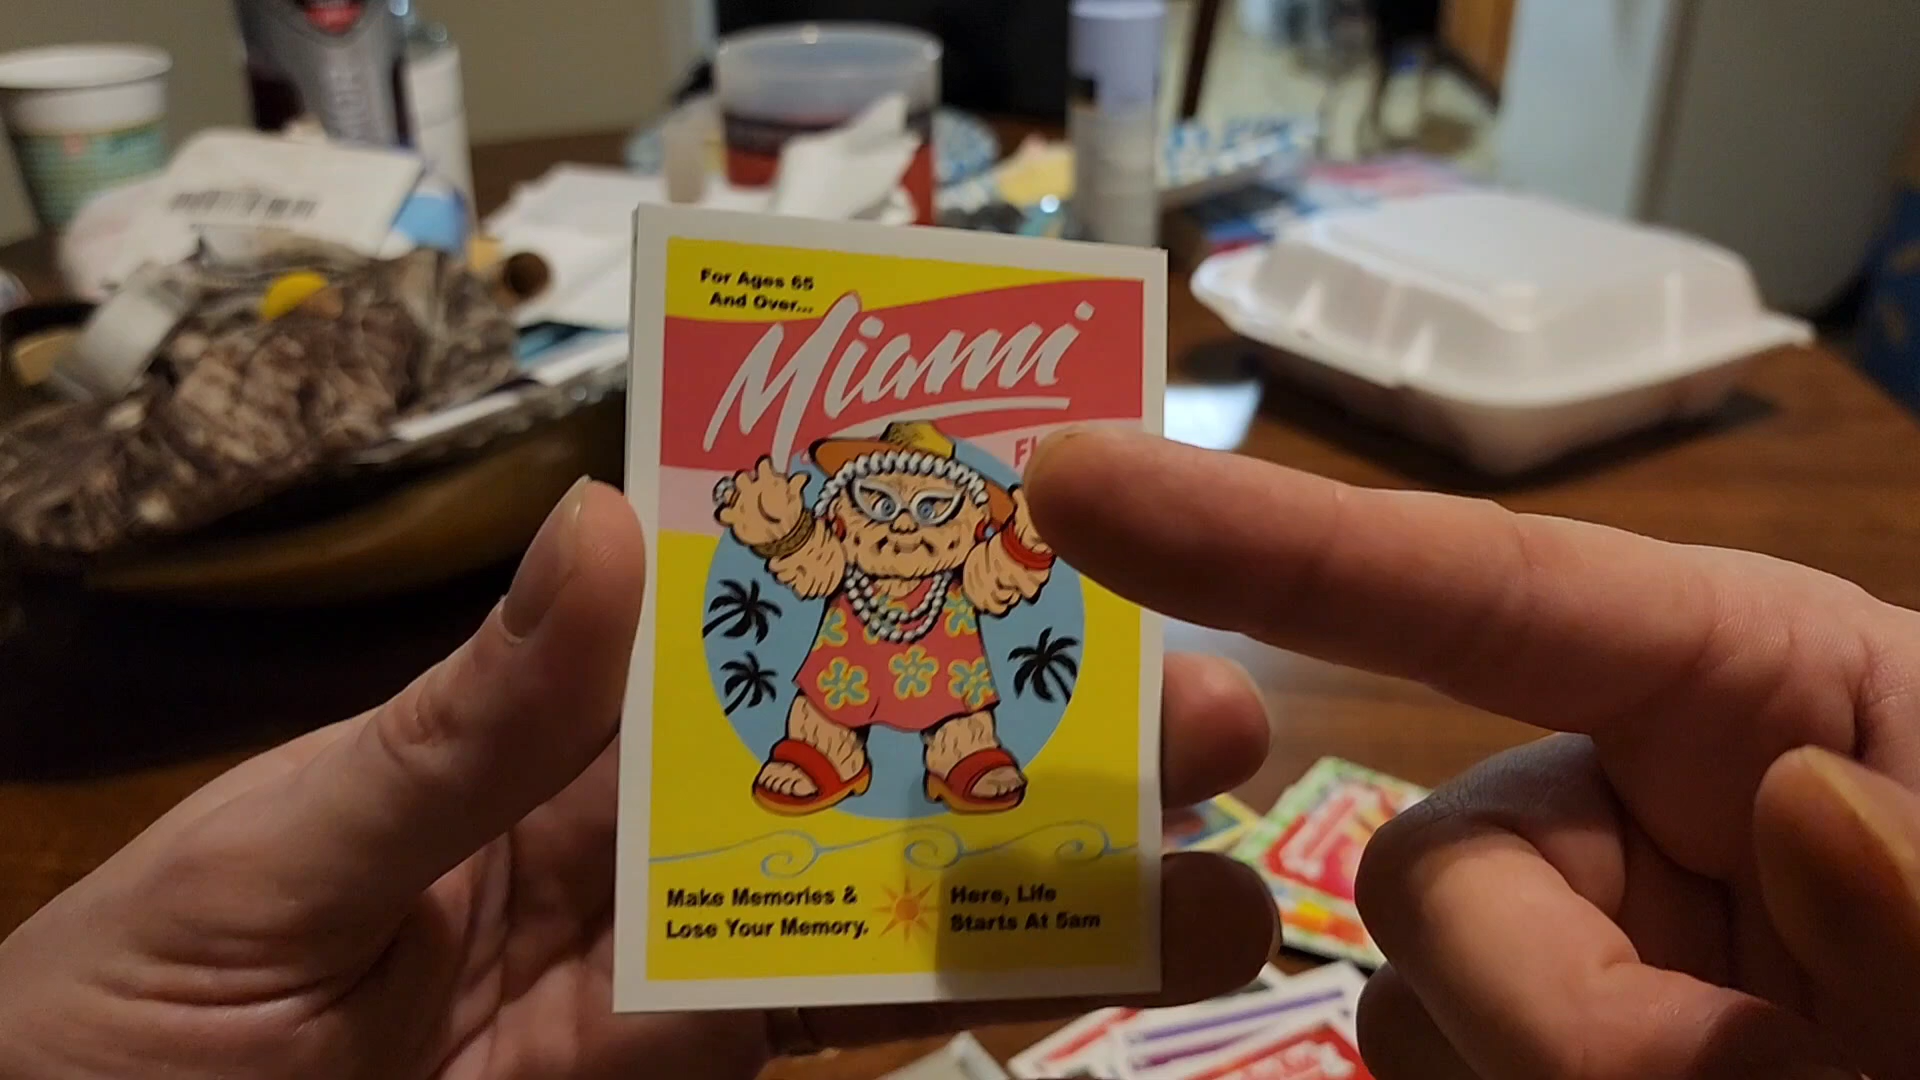 For Ages 65
And Over...
Miami
Make Memories &
Lose Your Memory.
Here, Life
Starts At 5am